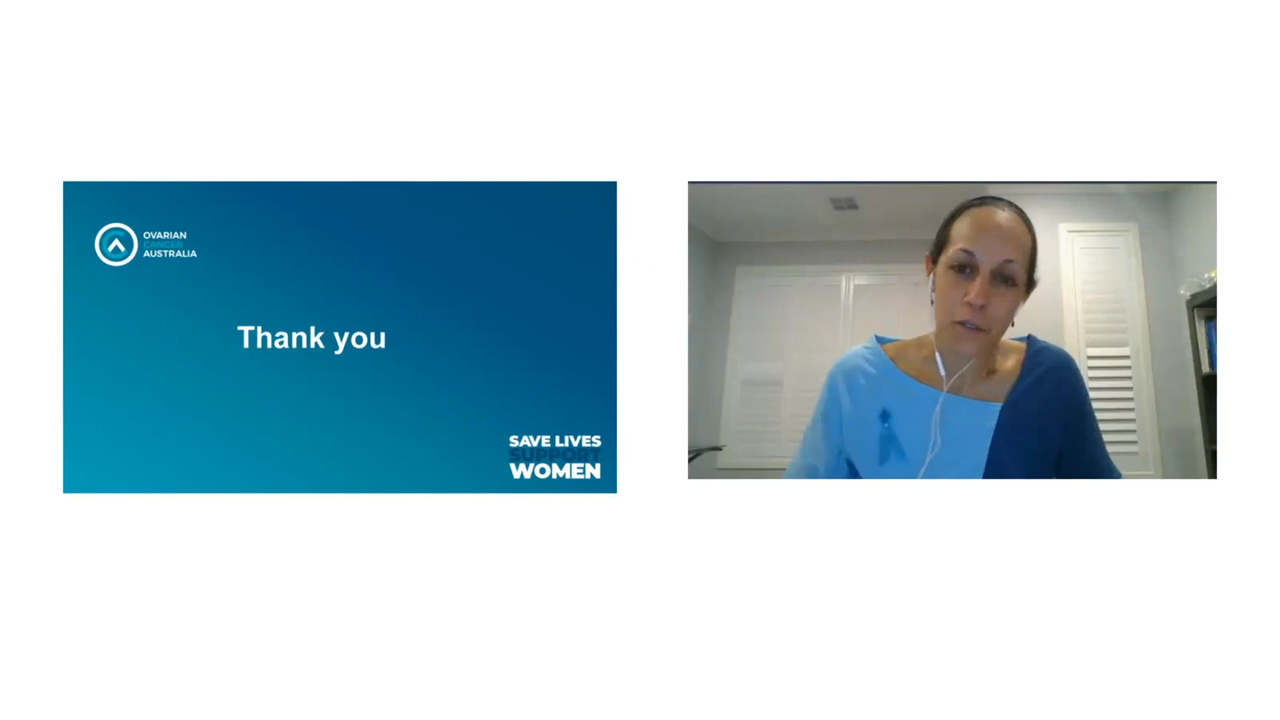 OVARIAN
CANCER
AUSTRALIA
Thank you
SAVE LIVES
SUPPORT
WOMEN